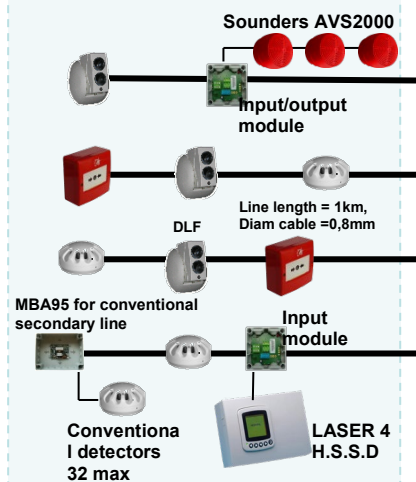 Sounders AVS2000
Input/output
module
Line length = 1km,
Diam cable =0,8mm
DLF
MBA95 for conventional
secondary line
Input
module
Conventiona
l detectors
32 max
LASER 4
H.S.S.D